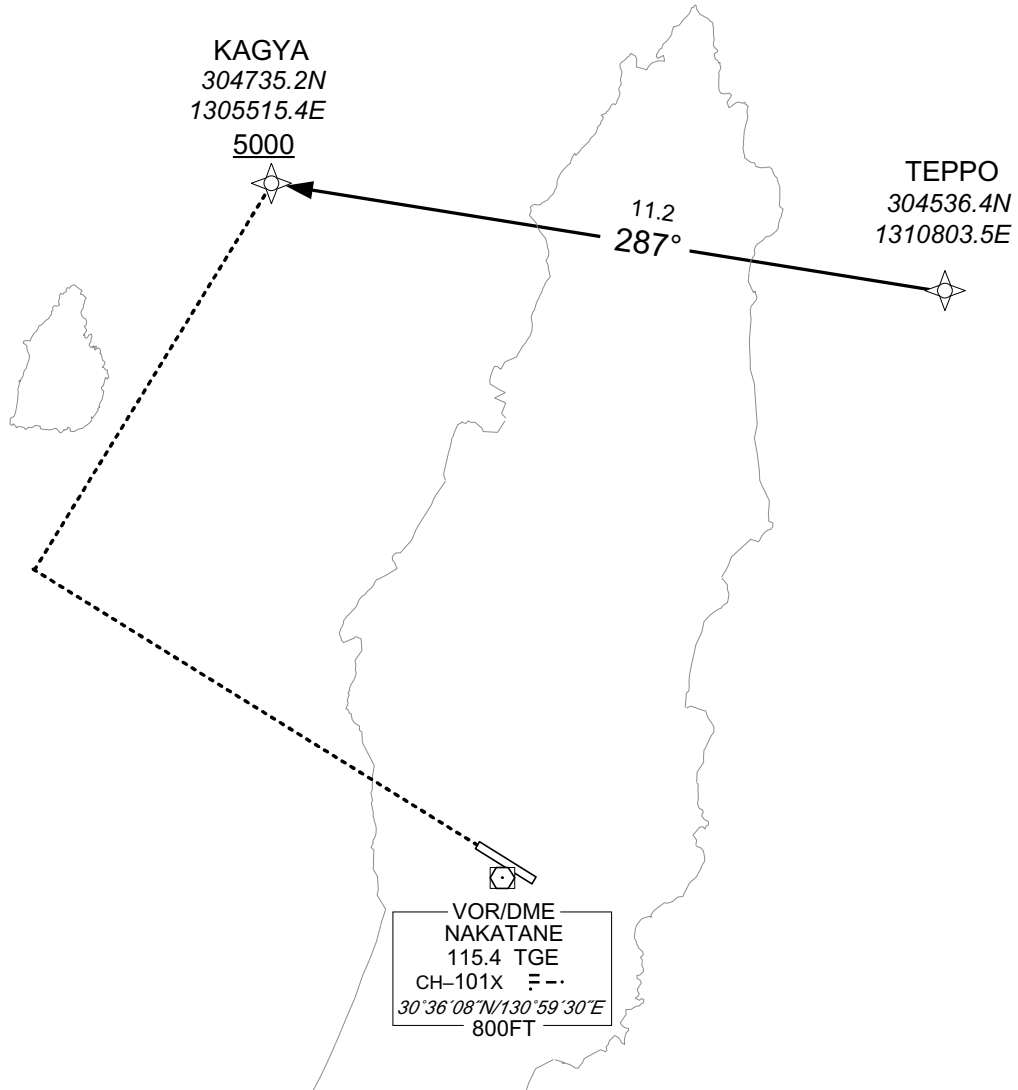 KAGYA
304735.2N
1305515.4E
5000
TEPPO
304536.4N
1310803.5E
11.2
287°
VOR/DME
NAKATANE
115.4 TGE
CH–101X
30°36′08″N/130°59′30″E
800FT